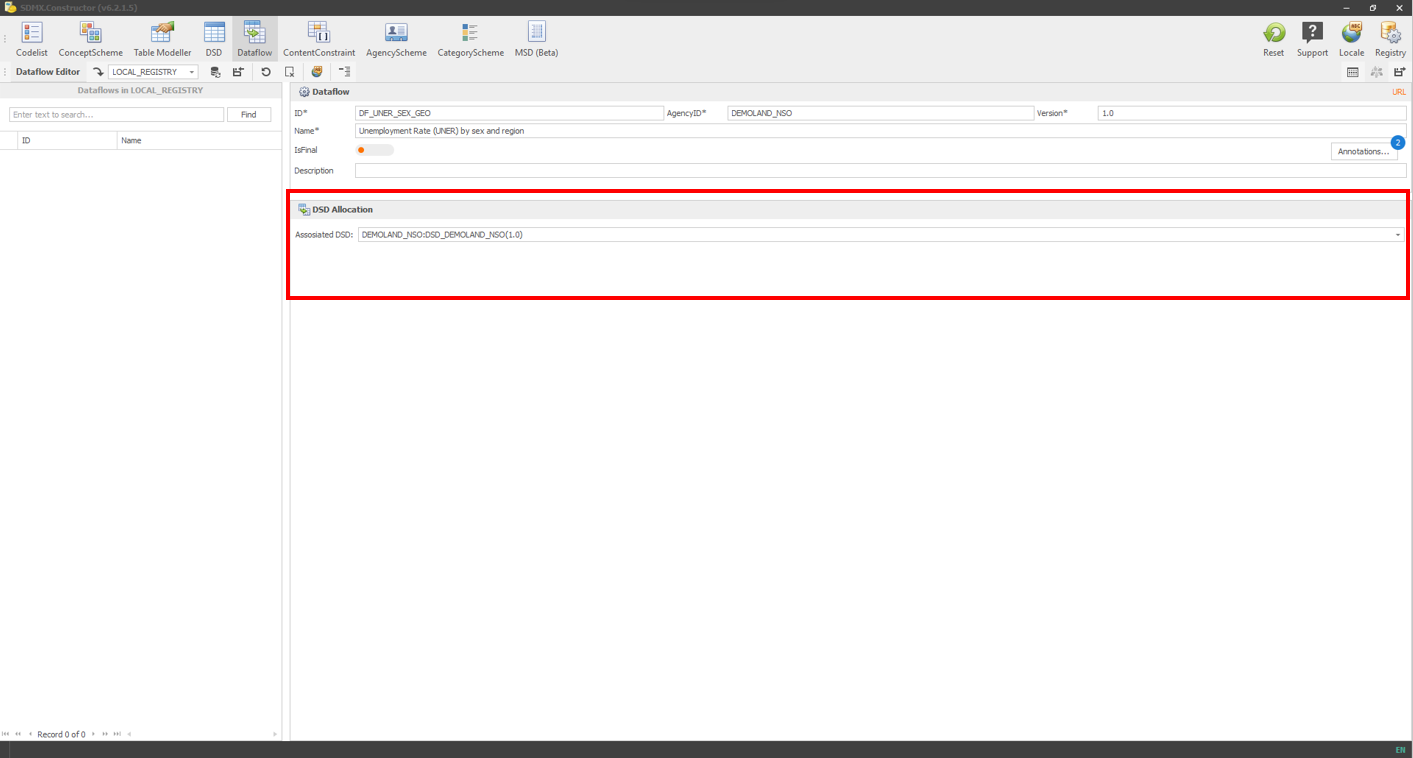 SDMX.Constructor (v6.2.1.5)
Codelist ConceptScheme Table Modeller DSD Dataflow ContentConstraint AgencyScheme CategoryScheme MSD (Beta) Reset Support Locale Registry
Dataflow Editor LOCAL_REGISTRY
Dataflows in LOCAL_REGISTRY
Enter text to search... Find
ID Name
Record 0 of 0
Dataflow URL
ID* DF_UNER_SEX_GEO AgencyID* DEMOLAND_NSO Version* 1.0
Name* Unemployment Rate (UNER) by sex and region
IsFinal Annotations... 2
Description
DSD Allocation
Assosiated DSD: DEMOLAND_NSO:DSD_DEMOLAND_NSO(1.0)
EN